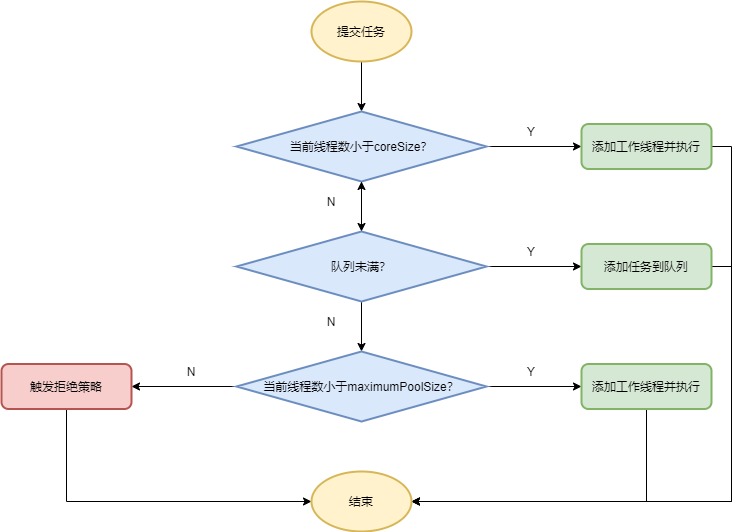 提交任务
当前线程数小于coreSize?
Y
添加工作线程并执行
N
队列未满?
Y
添加任务到队列
N
触发拒绝策略
N
当前线程数小于maximumPoolSize?
Y
添加工作线程并执行
结束